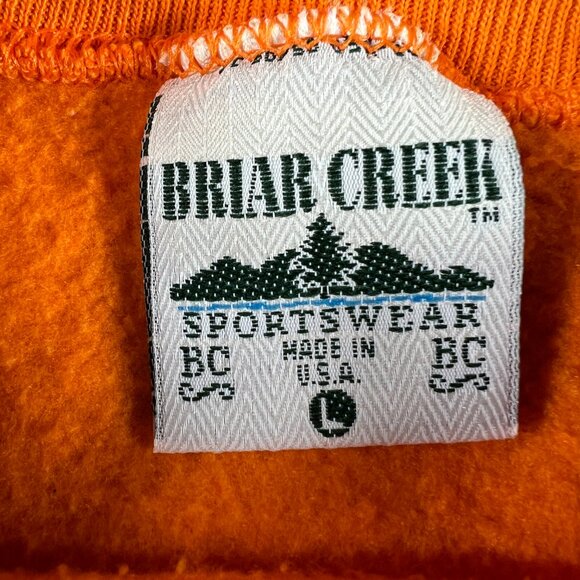 BRIAR CREEK
TM
SPORTSWEAR
BC MADE IN BC
U.S.A.
L